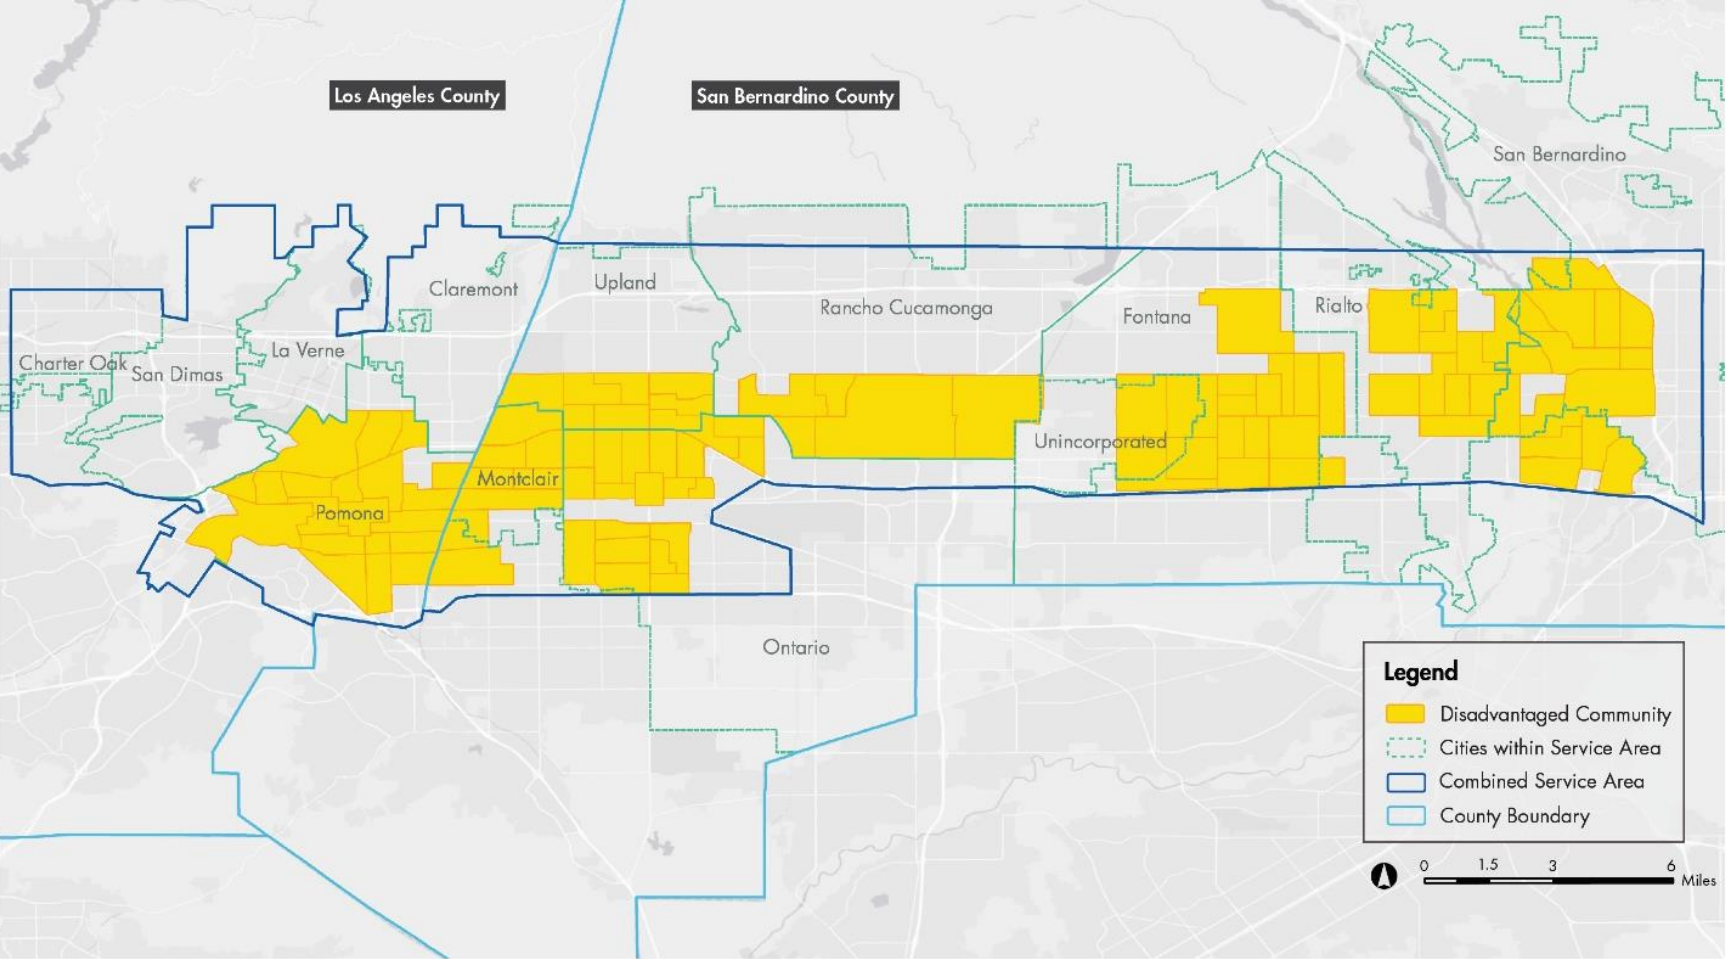 Los Angeles County
San Bernardino County
San Bernardino
Claremont
Upland
Rancho Cucamonga
Fontana
Rialto
La Verne
Charter Oak
San Dimas
Unincorporated
Montclair
Pomona
Ontario
Legend
Disadvantaged Community
Cities within Service Area
Combined Service Area
County Boundary
0 1.5 3 6
Miles